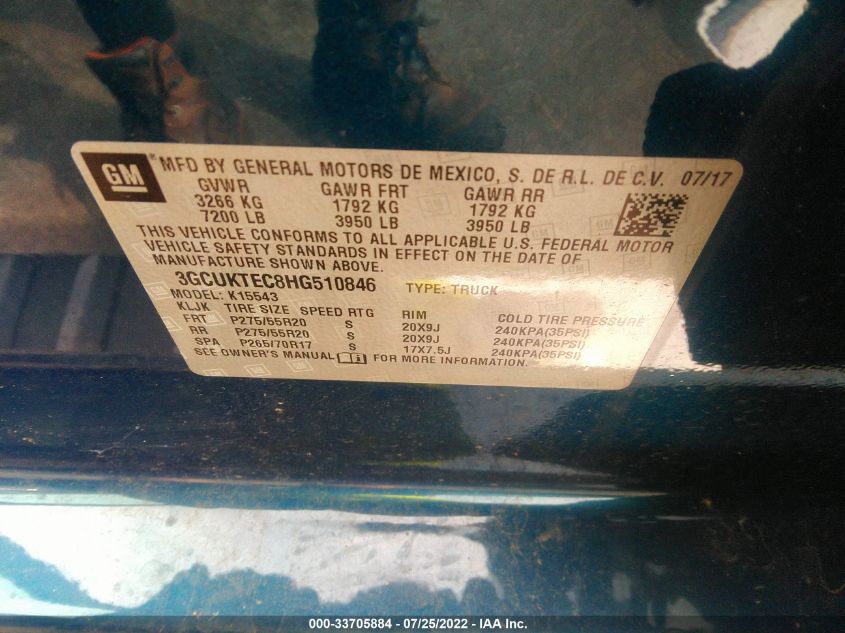 GM ® MFD BY GENERAL MOTORS DE MEXICO, S. DE R.L. DE C.V. 07/17
GVWR GAWR FRT GAWR RR
3266 KG 1792 KG 1792 KG
7200 LB 3950 LB 3950 LB
THIS VEHICLE CONFORMS TO ALL APPLICABLE U.S. FEDERAL MOTOR
VEHICLE SAFETY STANDARDS IN EFFECT ON THE DATE OF
MANUFACTURE SHOWN ABOVE.
3GCUKTEC8HG510846 TYPE: TRUCK
MODEL: K15543
KLJK TIRE SIZE SPEED RTG RIM COLD TIRE PRESSURE
FRT P275/55R20 S 20X9J 240KPA(35PSI)
RR P275/55R20 S 20X9J 240KPA(35PSI)
SPA P265/70R17 S 17X7.5J 240KPA(35PSI)
SEE OWNER'S MANUAL FOR MORE INFORMATION.
000-33705884 - 07/25/2022 - IAA Inc.